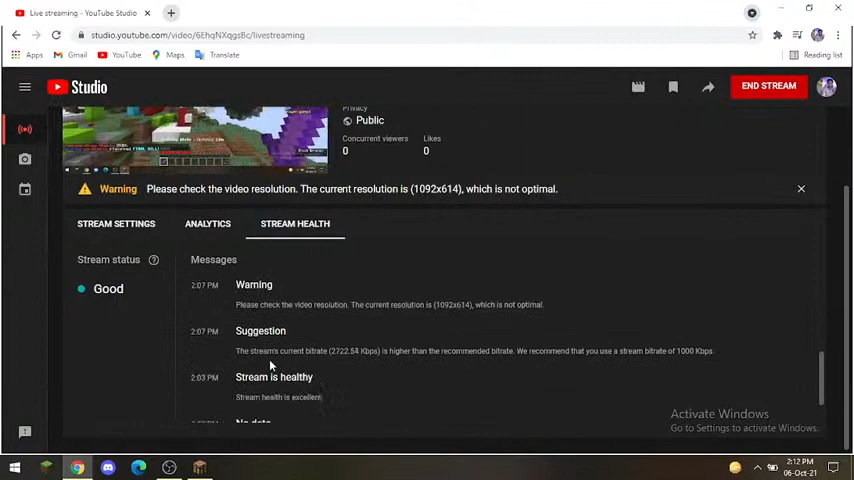 Live streaming - YouTube Studio
studio.youtube.com/video/6EhqNXqgsBc/livestreaming
Apps
Gmail
YouTube
Maps
Translate
Reading list
Studio
END STREAM
Privacy
Public
Concurrent viewers
Likes
0
0
Warning
Please check the video resolution. The current resolution is (1092x614), which is not optimal.
STREAM SETTINGS
ANALYTICS
STREAM HEALTH
Stream status
Messages
Good
2:07 PM
Warning
Please check the video resolution. The current resolution is (1092x614), which is not optimal.
2:07 PM
Suggestion
The stream's current bitrate (2722.54 Kbps) is higher than the recommended bitrate. We recommend that you use a stream bitrate of 1000 Kbps.
2:03 PM
Stream is healthy
Stream health is excellent
No data
Activate Windows
Go to Settings to activate Windows.
2:12 PM
06-Oct-21